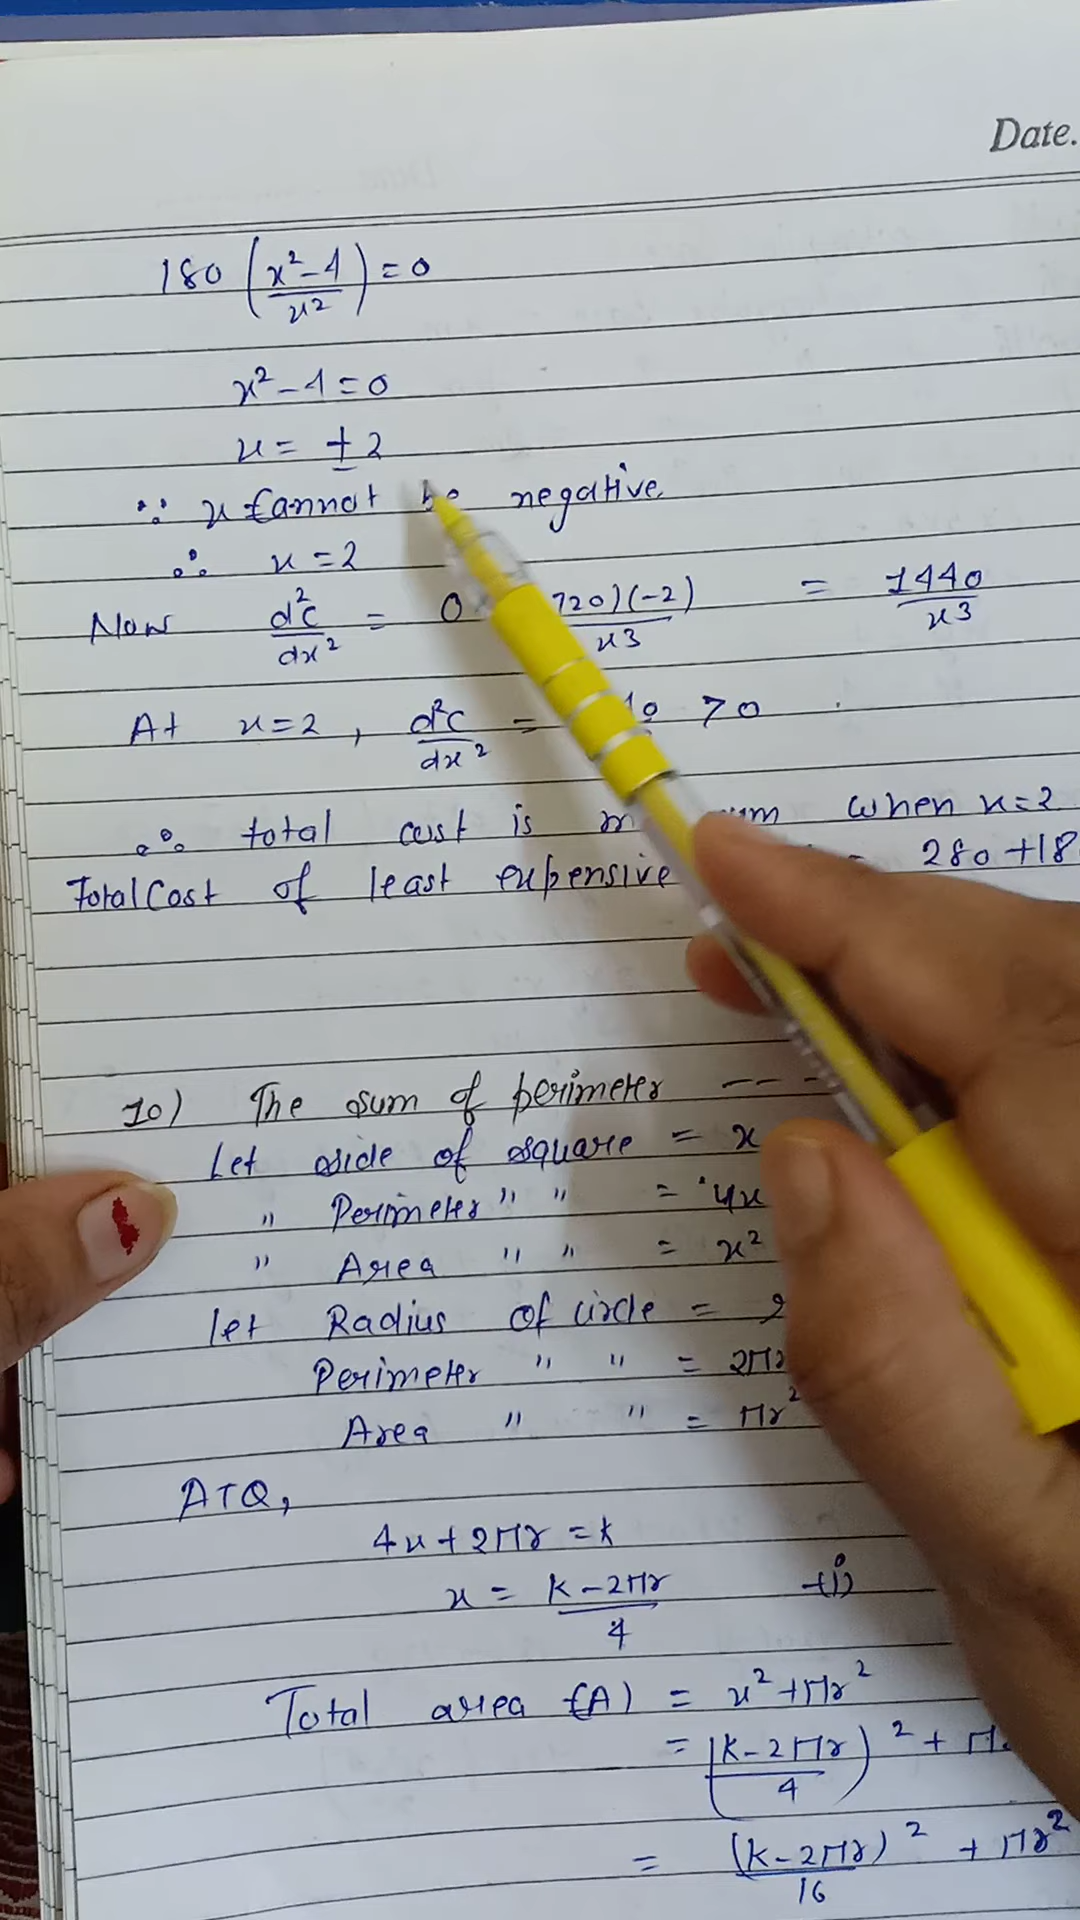 Date.
180 (x²-4/x²) = 0
x² - 4 = 0
x = ± 2
∵ x cannot be negative.
∴ x = 2
Now d²c/dx² = 0 720)(-2)/x3 = 1440/x3
At x=2, d²c/dx² = > 0
∴ total cost is when x=2
Total Cost of least expensive 280 + 18
10) The sum of perimeter ----
Let side of square = x
" Perimeter " " = 4x
" Area " " = x²
let Radius of circle =
Perimeter " " = 2πr
Area " " = πr²
ATQ,
4x + 2πr = k
x = k - 2πr/4 -(i)
Total area (A) = x² + πr²
= (k - 2πr/4)² +
= (k - 2πr)²/16 + πr²